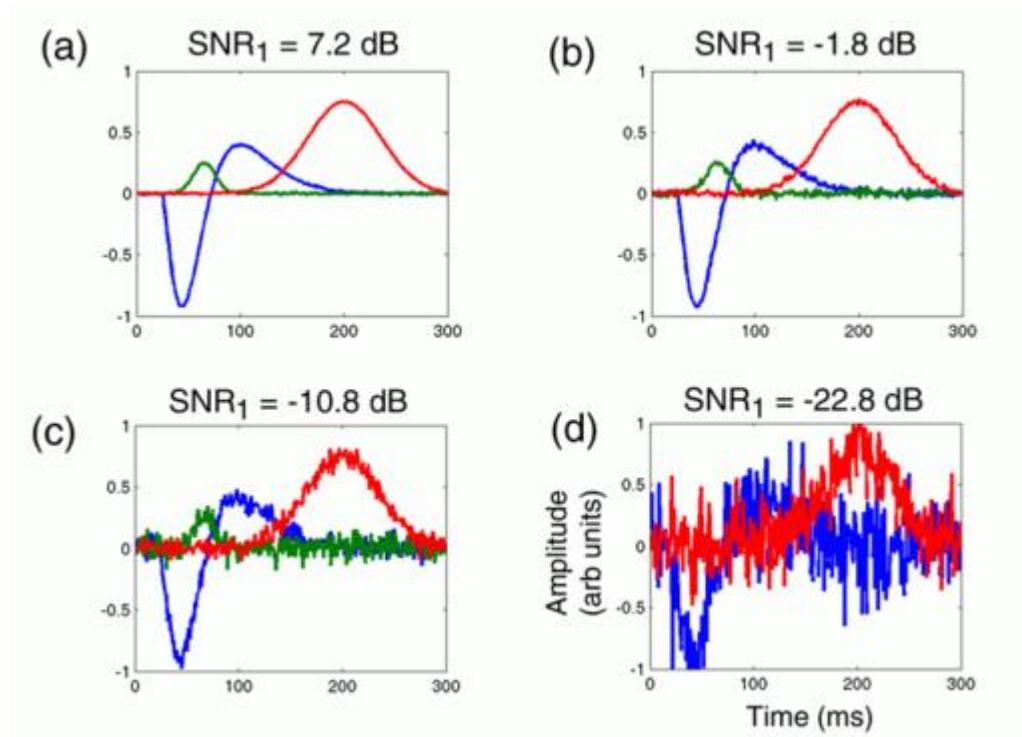 (a) SNR1 = 7.2 dB
1
0.5
0
-0.5
-1
0 100 200 300
(b) SNR1 = -1.8 dB
1
0.5
0
-0.5
-1
0 100 200 300
(c) SNR1 = -10.8 dB
1
0.5
0
-0.5
-1
0 100 200 300
(d) SNR1 = -22.8 dB
1
0.5
0
-0.5
-1
0 100 200 300
Amplitude
(arb units)
Time (ms)